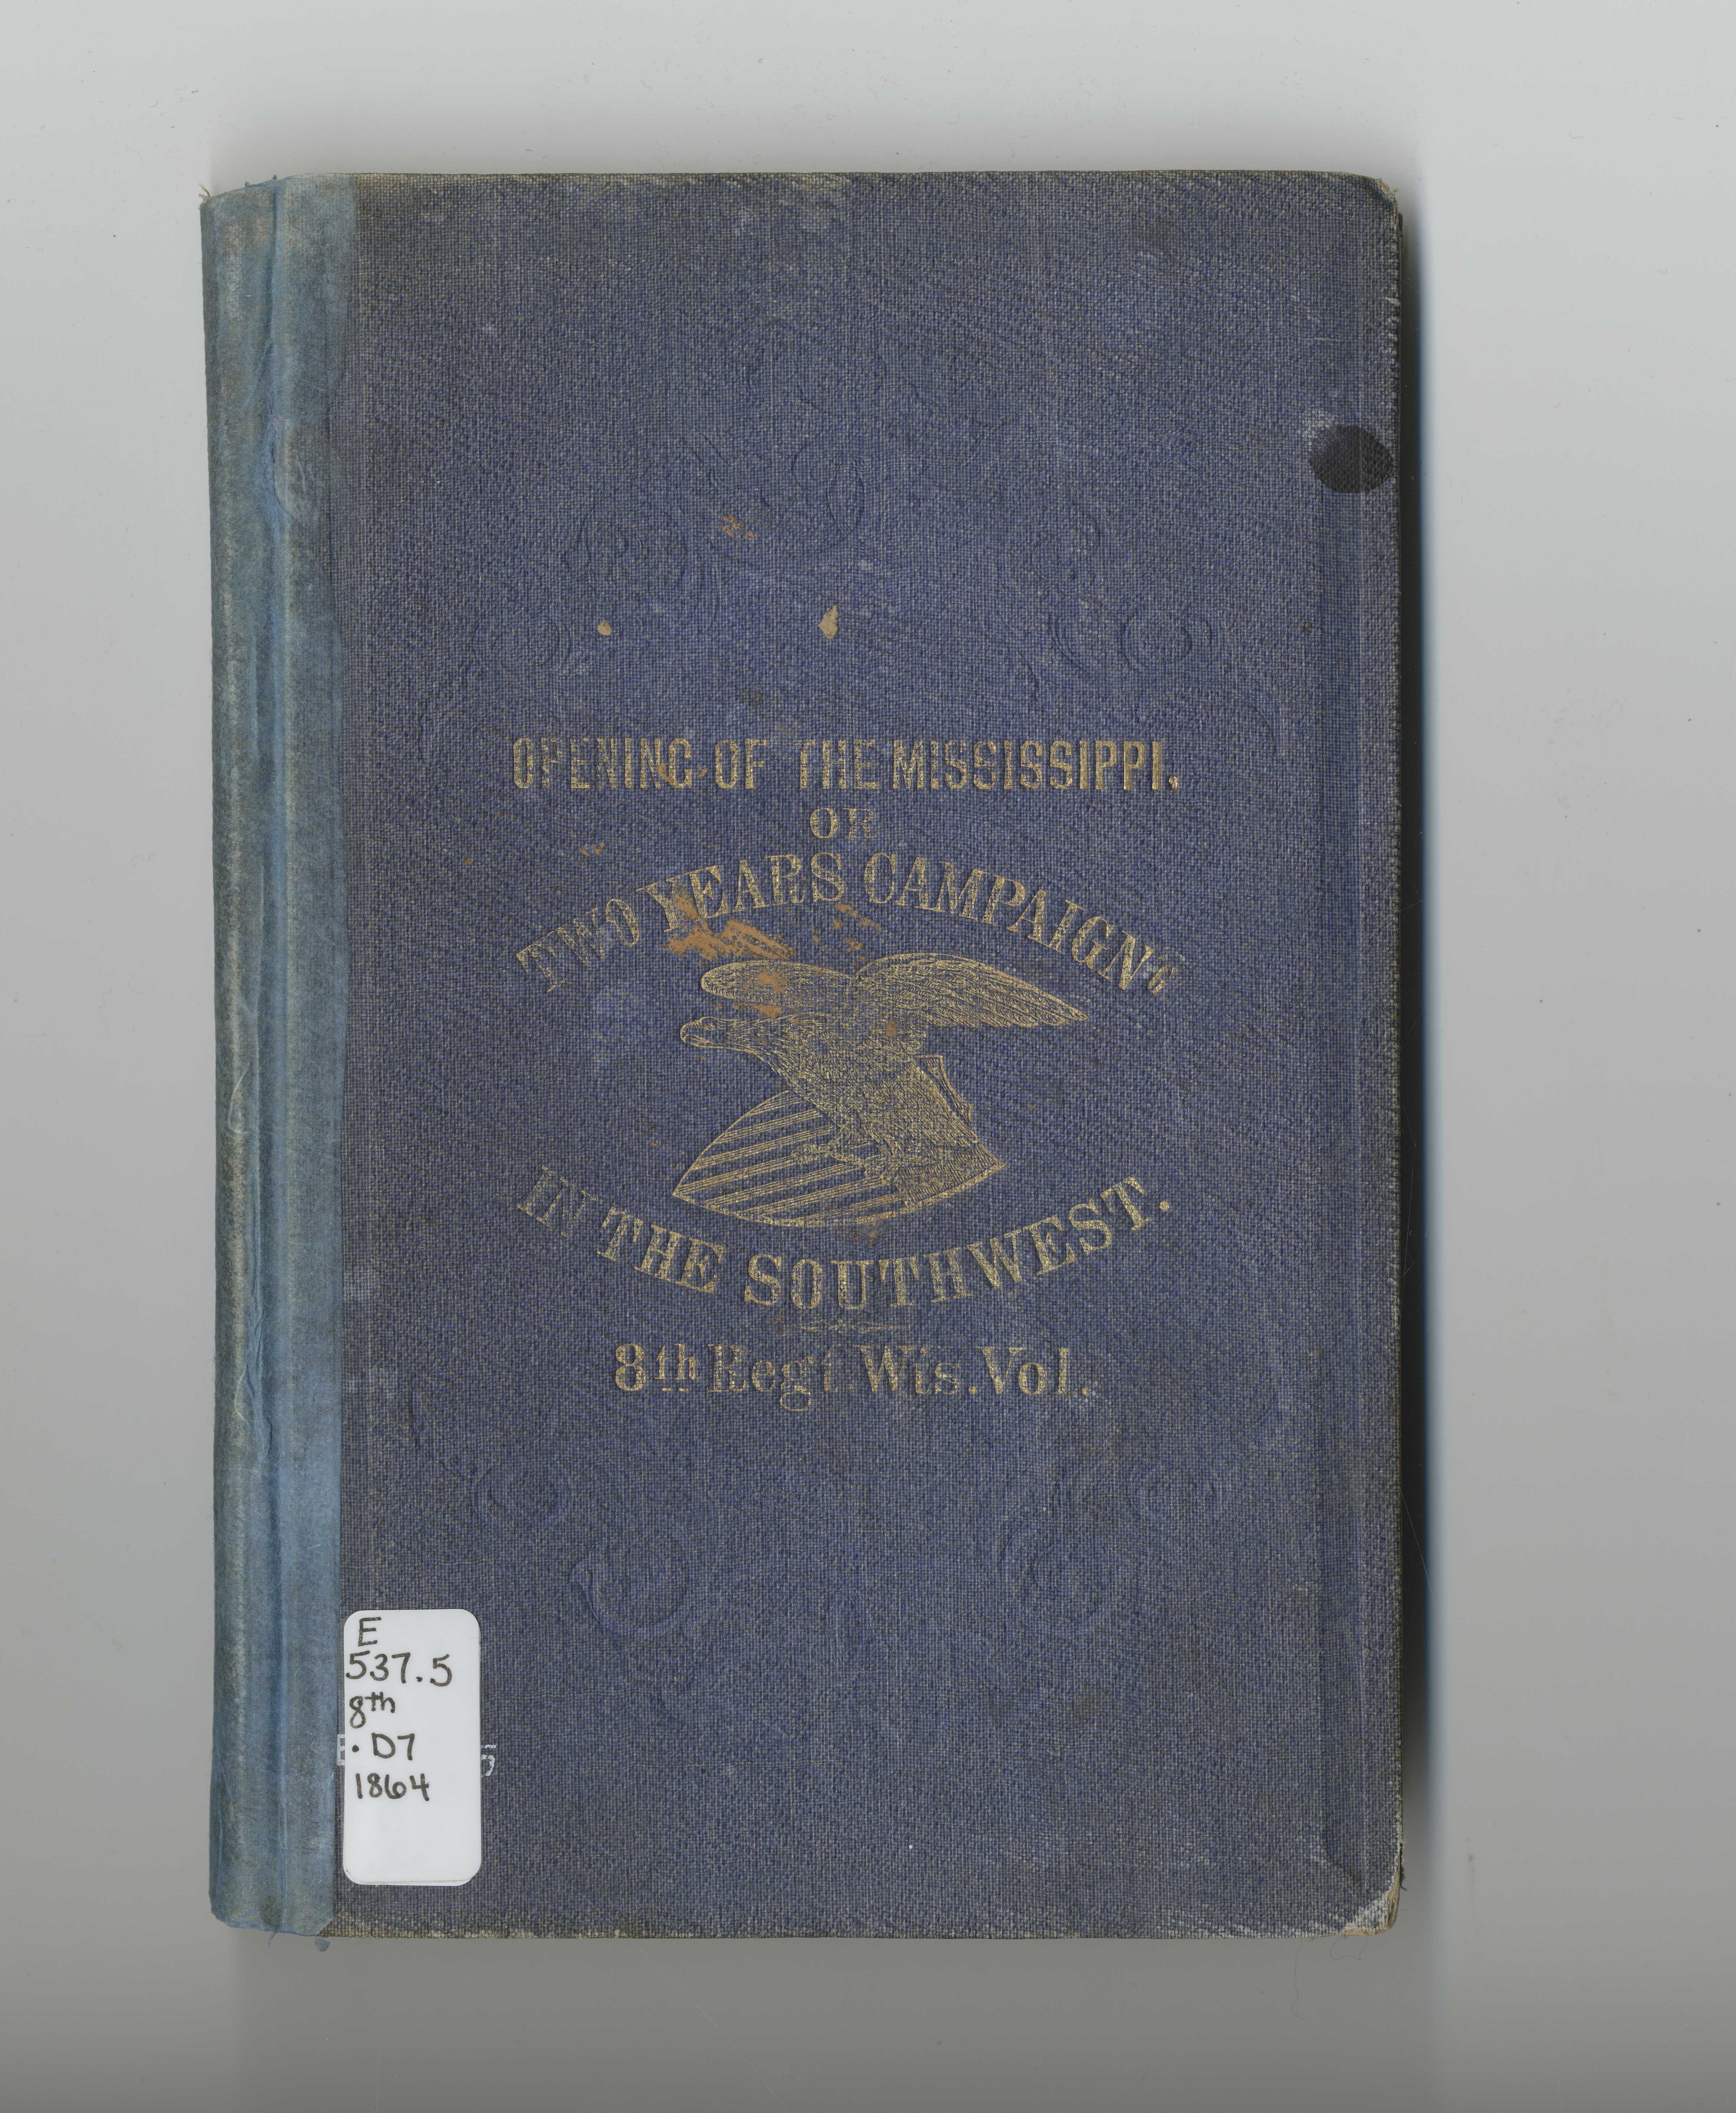 OPENING OF THE MISSISSIPPI,
OR
TWO YEARS CAMPAIGNG
IN THE SOUTHWEST.
8th Regt. Wis. Vol.
E
537.5
8th
.D7
1864